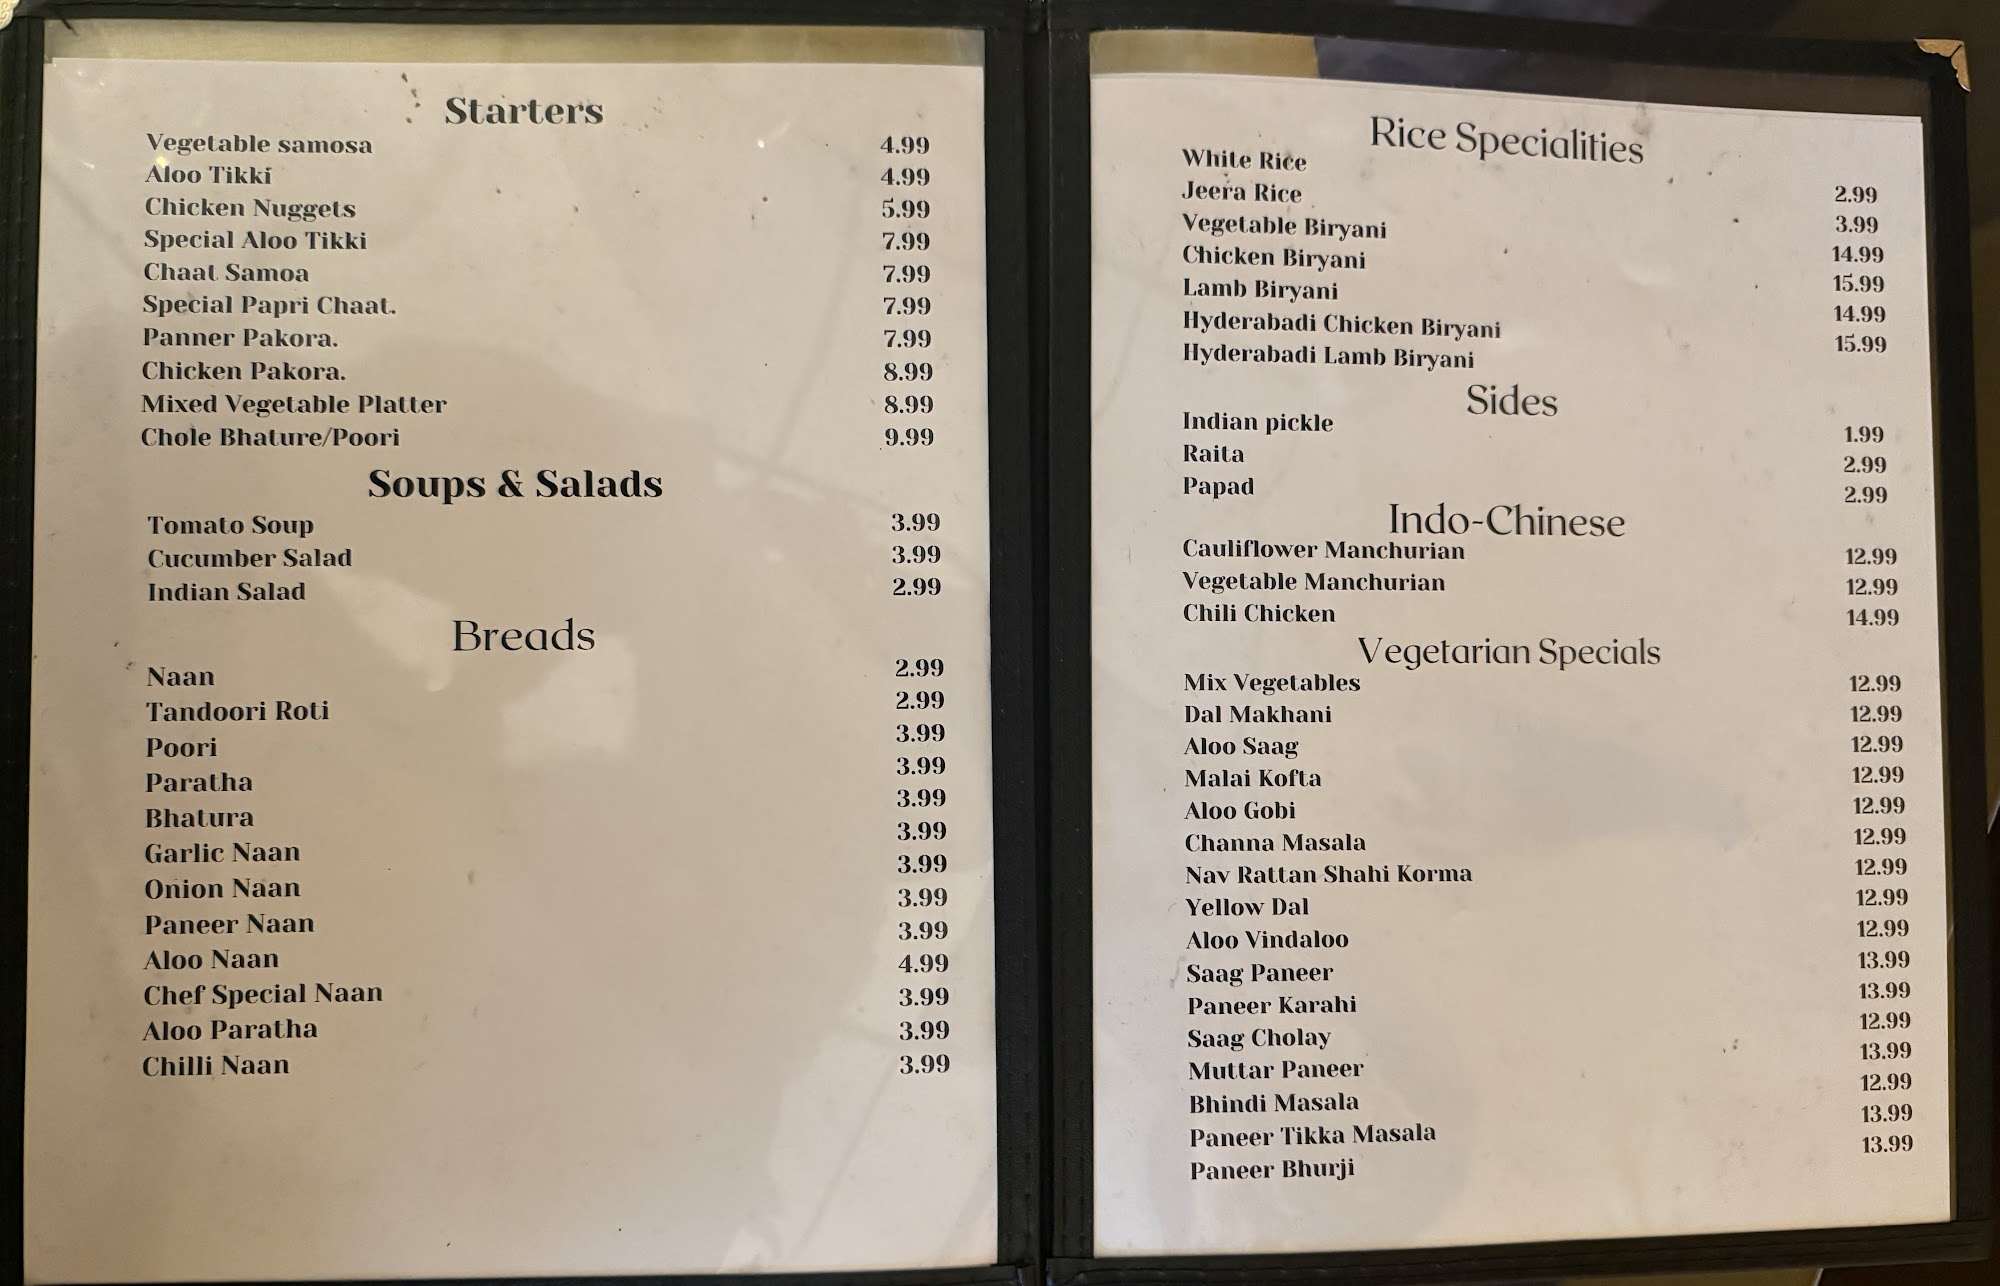 Starters
Vegetable samosa 4.99
Aloo Tikki 4.99
Chicken Nuggets 5.99
Special Aloo Tikki 7.99
Chaat Samoa 7.99
Special Papri Chaat. 7.99
Panner Pakora. 7.99
Chicken Pakora. 8.99
Mixed Vegetable Platter 8.99
Chole Bhature/Poori 9.99
Soups & Salads
Tomato Soup 3.99
Cucumber Salad 3.99
Indian Salad 2.99
Breads
Naan 2.99
Tandoori Roti 2.99
Poori 3.99
Paratha 3.99
Bhatura 3.99
Garlic Naan 3.99
Onion Naan 3.99
Paneer Naan 3.99
Aloo Naan 3.99
Chef Special Naan 4.99
Aloo Paratha 3.99
Chilli Naan 3.99
3.99
Rice Specialities
White Rice
Jeera Rice 2.99
Vegetable Biryani 3.99
Chicken Biryani 14.99
Lamb Biryani 15.99
Hyderabadi Chicken Biryani 14.99
Hyderabadi Lamb Biryani 15.99
Sides
Indian pickle 1.99
Raita 2.99
Papad 2.99
Indo-Chinese
Cauliflower Manchurian 12.99
Vegetable Manchurian 12.99
Chili Chicken 14.99
Vegetarian Specials
Mix Vegetables 12.99
Dal Makhani 12.99
Aloo Saag 12.99
Malai Kofta 12.99
Aloo Gobi 12.99
Channa Masala 12.99
Nav Rattan Shahi Korma 12.99
Yellow Dal 12.99
Aloo Vindaloo 12.99
Saag Paneer 13.99
Paneer Karahi 13.99
Saag Cholay 12.99
Muttar Paneer 13.99
Bhindi Masala 12.99
Paneer Tikka Masala 13.99
Paneer Bhurji 13.99